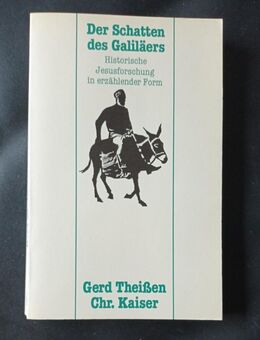 Der Schatten
des Galiläers
Historische
Jesusforschung
in erzählender Form
Gerd Theißen
Chr. Kaiser